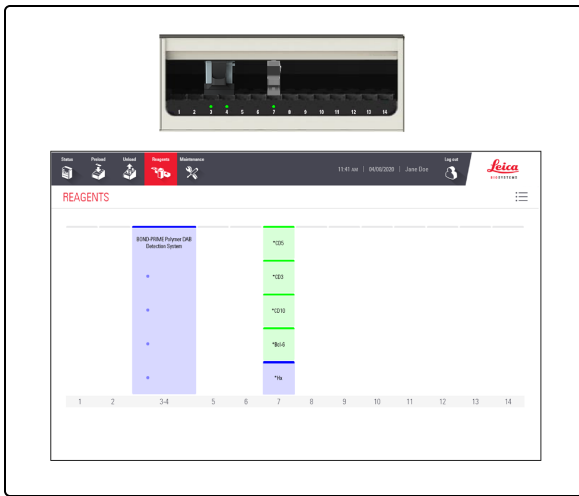 1 2 3 4 5 6 7 8 9 10 11 12 13 14
Status Preload Unload Reagents Maintenance 11:41 AM | 04/08/2020 | Jane Doe Log out
Leica
BIOSYSTEMS
REAGENTS
BOND-PRIME Polymer DAB
Detection System
*CD5
*CD3
*CD10
*Bcl-6
*Hx
1 2 3-4 5 6 7 8 9 10 11 12 13 14